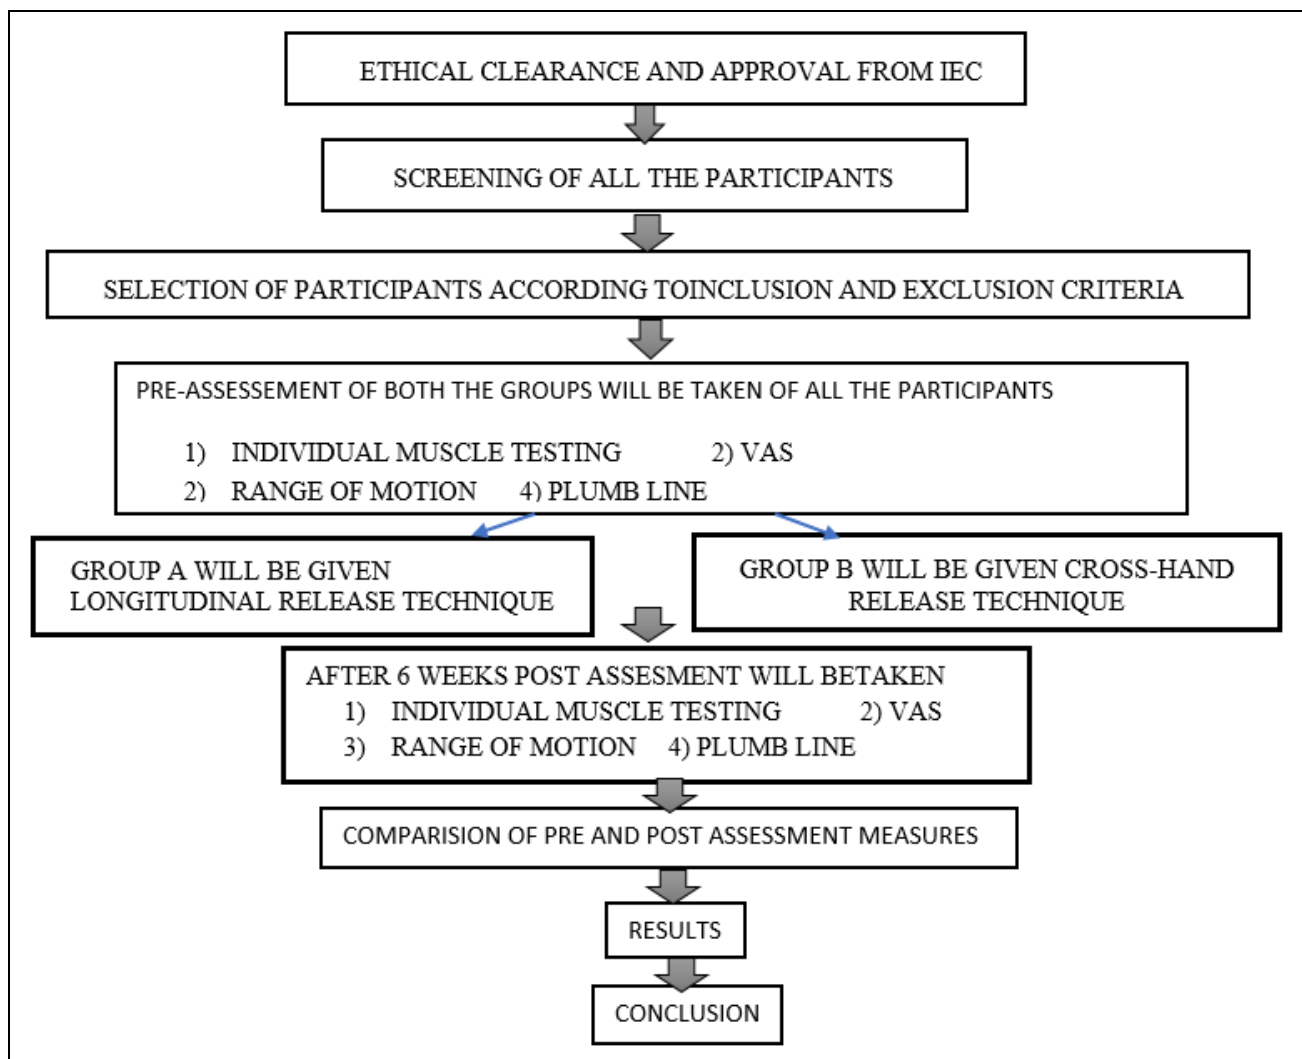 ETHICAL CLEARANCE AND APPROVAL FROM IEC
SCREENING OF ALL THE PARTICIPANTS
SELECTION OF PARTICIPANTS ACCORDING TOINCLUSION AND EXCLUSION CRITERIA
PRE-ASSESSEMENT OF BOTH THE GROUPS WILL BE TAKEN OF ALL THE PARTICIPANTS
1) INDIVIDUAL MUSCLE TESTING 2) VAS
2) RANGE OF MOTION 4) PLUMB LINE
GROUP A WILL BE GIVEN
LONGITUDINAL RELEASE TECHNIQUE
GROUP B WILL BE GIVEN CROSS-HAND
RELEASE TECHNIQUE
AFTER 6 WEEKS POST ASSESMENT WILL BETAKEN
1) INDIVIDUAL MUSCLE TESTING 2) VAS
3) RANGE OF MOTION 4) PLUMB LINE
COMPARISION OF PRE AND POST ASSESSMENT MEASURES
RESULTS
CONCLUSION